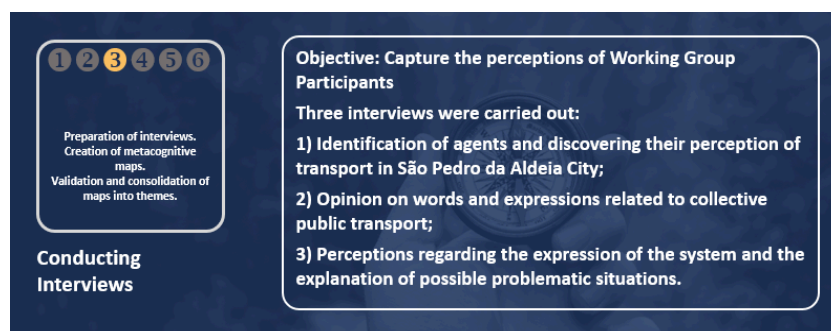 1 2 3 4 5 6
Preparation of interviews.
Creation of metacognitive
maps.
Validation and consolidation of
maps into themes.
Conducting
Interviews
Objective: Capture the perceptions of Working Group
Participants
Three interviews were carried out:
1) Identification of agents and discovering their perception of
transport in São Pedro da Aldeia City;
2) Opinion on words and expressions related to collective
public transport;
3) Perceptions regarding the expression of the system and the
explanation of possible problematic situations.